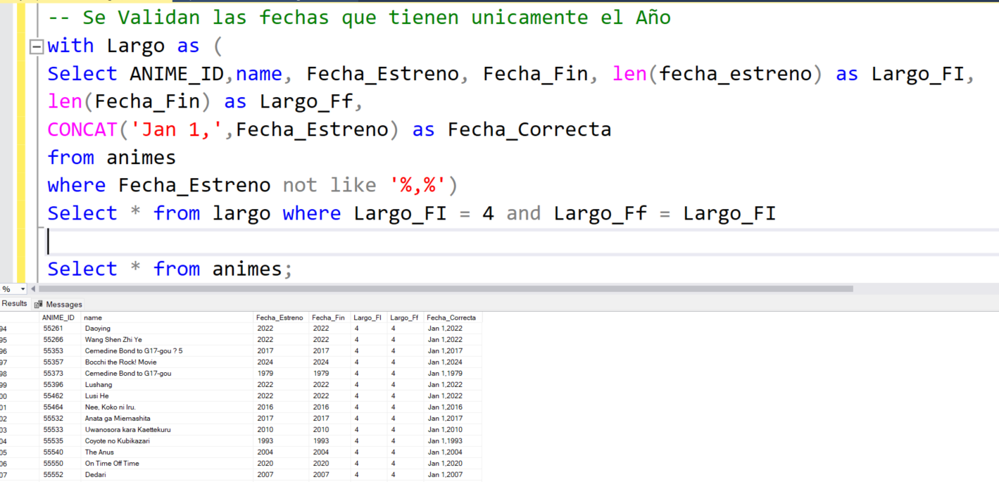 -- Se Validan las fechas que tienen unicamente el Año
with Largo as (
Select ANIME_ID,name, Fecha_Estreno, Fecha_Fin, len(fecha_estreno) as Largo_FI,
len(Fecha_Fin) as Largo_Ff,
CONCAT('Jan 1,',Fecha_Estreno) as Fecha_Correcta
from animes
where Fecha_Estreno not like '%,%')
Select * from largo where Largo_FI = 4 and Largo_Ff = Largo_FI
Select * from animes;
%
Results Messages
ANIME_ID name Fecha_Estreno Fecha_Fin Largo_FI Largo_Ff Fecha_Correcta
94 55261 Daoying 2022 2022 4 4 Jan 1,2022
95 55266 Wang Shen Zhi Ye 2022 2022 4 4 Jan 1,2022
96 55353 Cemedine Bond to G17-gou ? 5 2017 2017 4 4 Jan 1,2017
97 55357 Bocchi the Rock! Movie 2024 2024 4 4 Jan 1,2024
98 55373 Cemedine Bond to G17-gou 1979 1979 4 4 Jan 1,1979
99 55396 Lushang 2022 2022 4 4 Jan 1,2022
00 55462 Lusi He 2022 2022 4 4 Jan 1,2022
01 55464 Nee, Koko ni Iru. 2016 2016 4 4 Jan 1,2016
02 55532 Anata ga Miemashita 2017 2017 4 4 Jan 1,2017
03 55533 Uwanosora kara Kaettekuru 2010 2010 4 4 Jan 1,2010
04 55535 Coyote no Kubikazari 1993 1993 4 4 Jan 1,1993
05 55540 The Anus 2004 2004 4 4 Jan 1,2004
06 55550 On Time Off Time 2020 2020 4 4 Jan 1,2020
07 55552 Dedari 2007 2007 4 4 Jan 1,2007